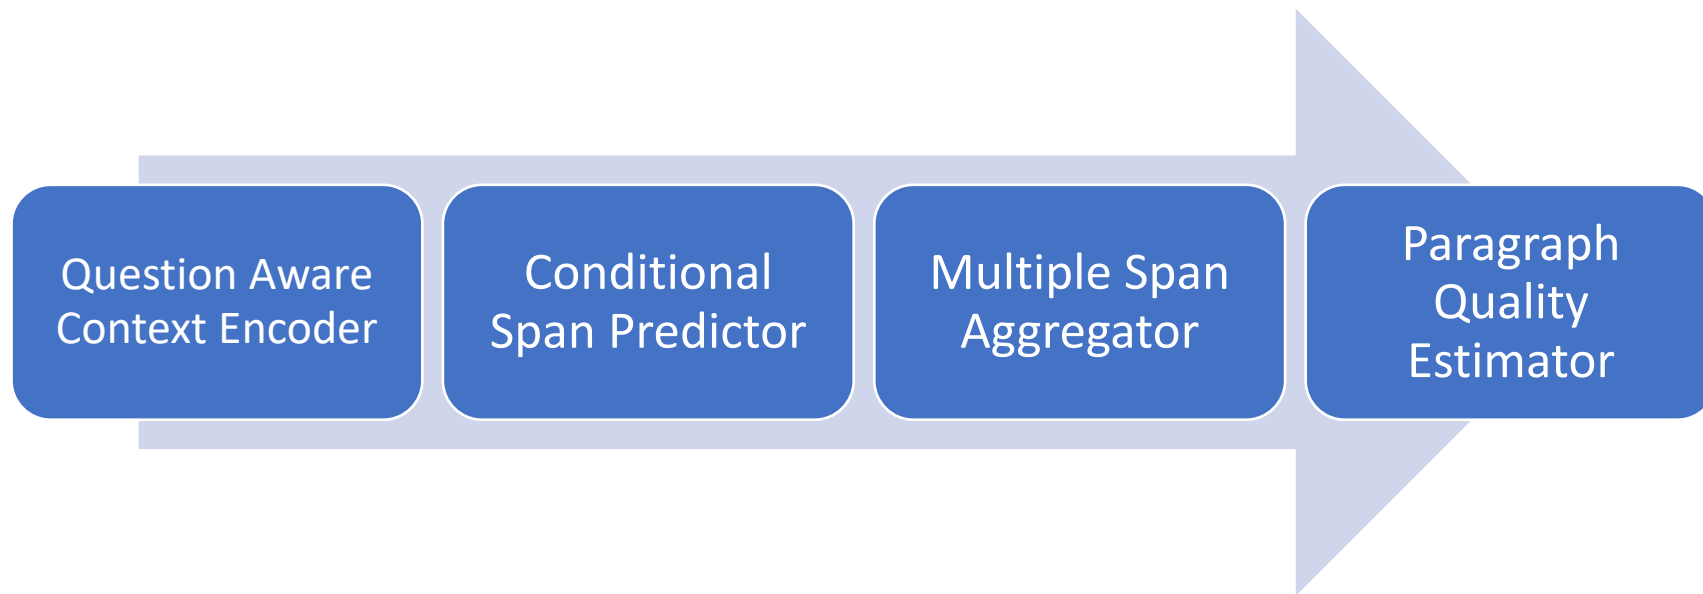 Question Aware
Context Encoder
Conditional
Span Predictor
Multiple Span
Aggregator
Paragraph
Quality
Estimator